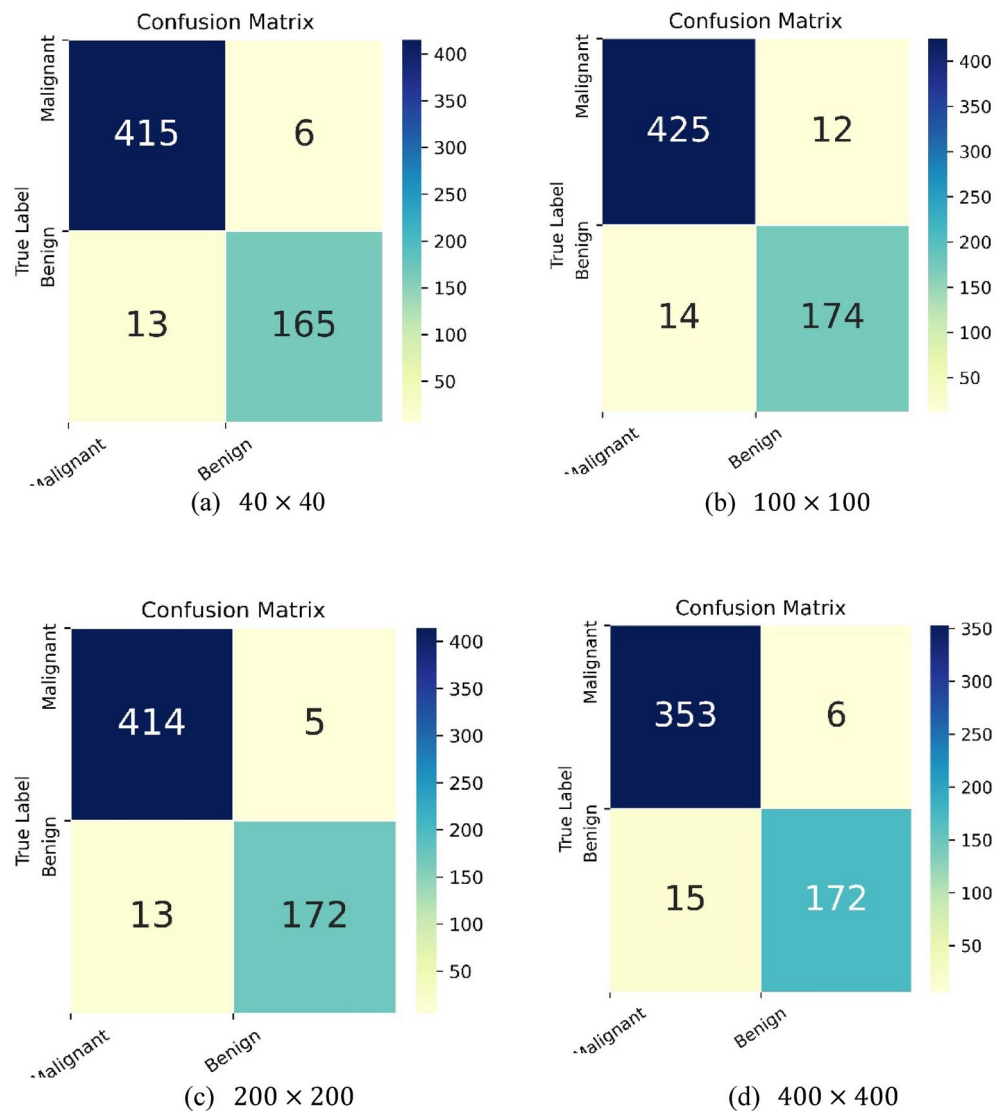 Confusion Matrix
Malignant
Benign
True Label
415 6
13 165
400
350
300
250
200
150
100
50
Malignant Benign
(a) 40 × 40
Confusion Matrix
Malignant
Benign
True Label
425 12
14 174
400
350
300
250
200
150
100
50
Malignant Benign
(b) 100 × 100
Confusion Matrix
Malignant
Benign
True Label
414 5
13 172
400
350
300
250
200
150
100
50
Malignant Benign
(c) 200 × 200
Confusion Matrix
Malignant
Benign
True Label
353 6
15 172
350
300
250
200
150
100
50
Malignant Benign
(d) 400 × 400